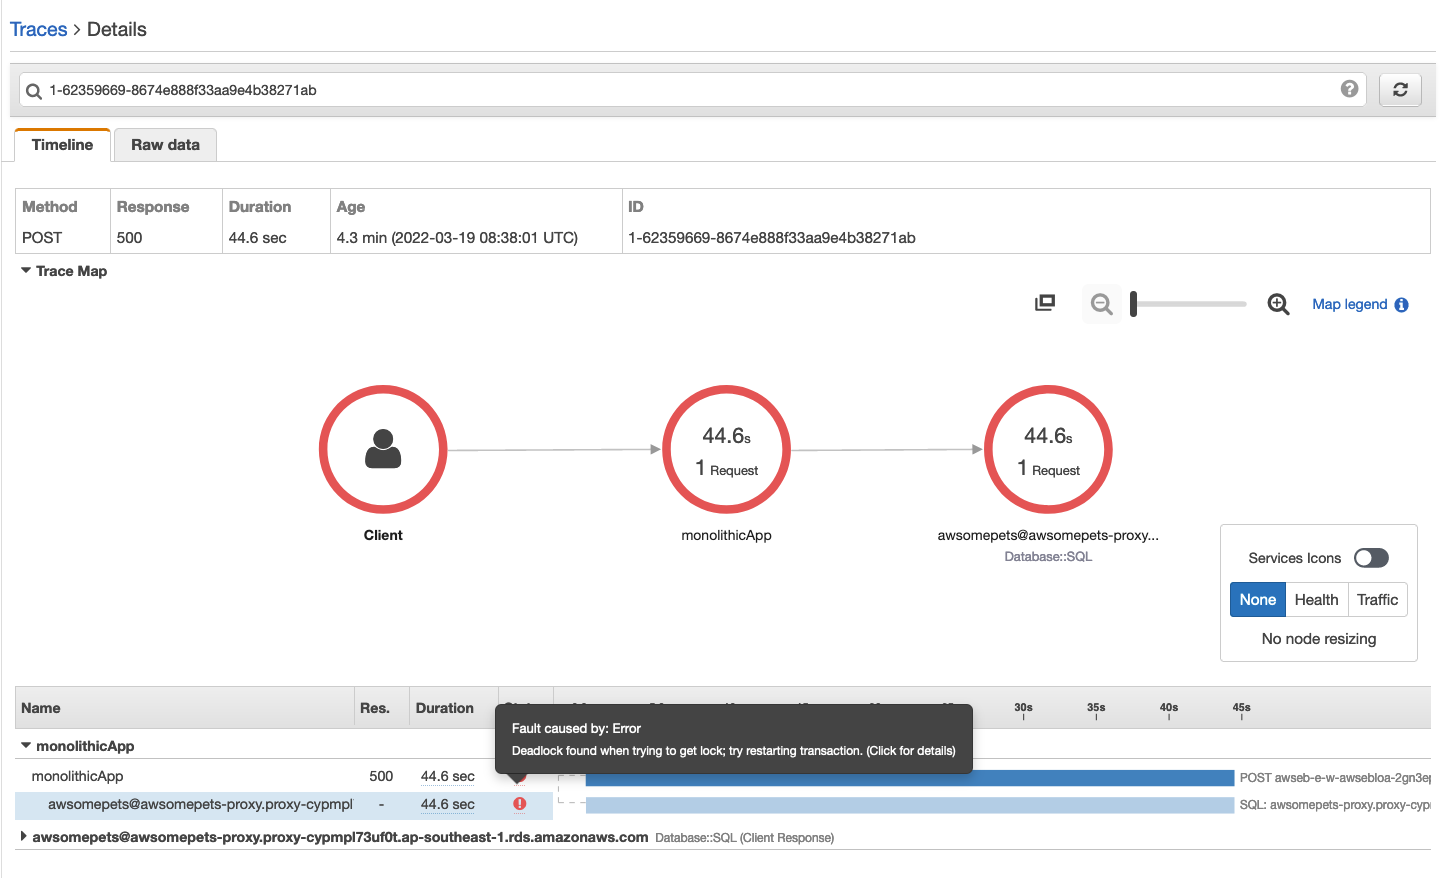 Traces > Details
1-62359669-8674e888f33aa9e4b38271ab
Timeline
Raw data
Method Response Duration Age ID
POST 500 44.6 sec 4.3 min (2022-03-19 08:38:01 UTC) 1-62359669-8674e888f33aa9e4b38271ab
Trace Map
Map legend
44.6s
1 Request
44.6s
1 Request
Client
monolithicApp
awsomepets@awsomepets-proxy...
Database::SQL
Services Icons
None Health Traffic
No node resizing
Name Res. Duration 30s 35s 40s 45s
Fault caused by: Error
Deadlock found when trying to get lock; try restarting transaction. (Click for details)
monolithicApp
monolithicApp 500 44.6 sec POST awseb-e-w-awsebloa-2gn3ep
awsomepets@awsomepets-proxy.proxy-cypmpl - 44.6 sec SQL: awsomepets-proxy.proxy-cyp
awsomepets@awsomepets-proxy.proxy-cypmpl73uf0t.ap-southeast-1.rds.amazonaws.com Database::SQL (Client Response)